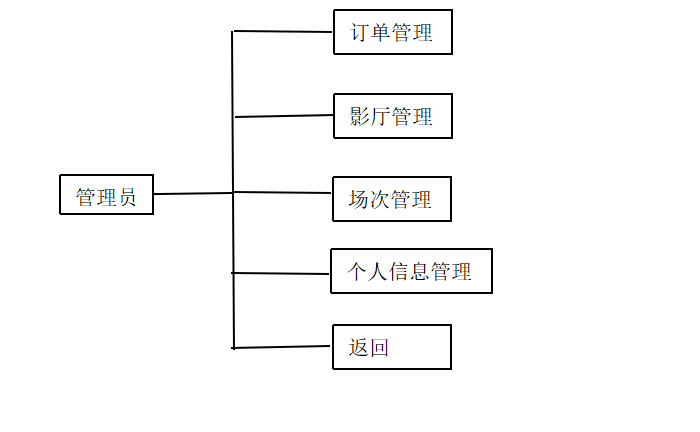 订单管理
影厅管理
管理员
场次管理
个人信息管理
返回